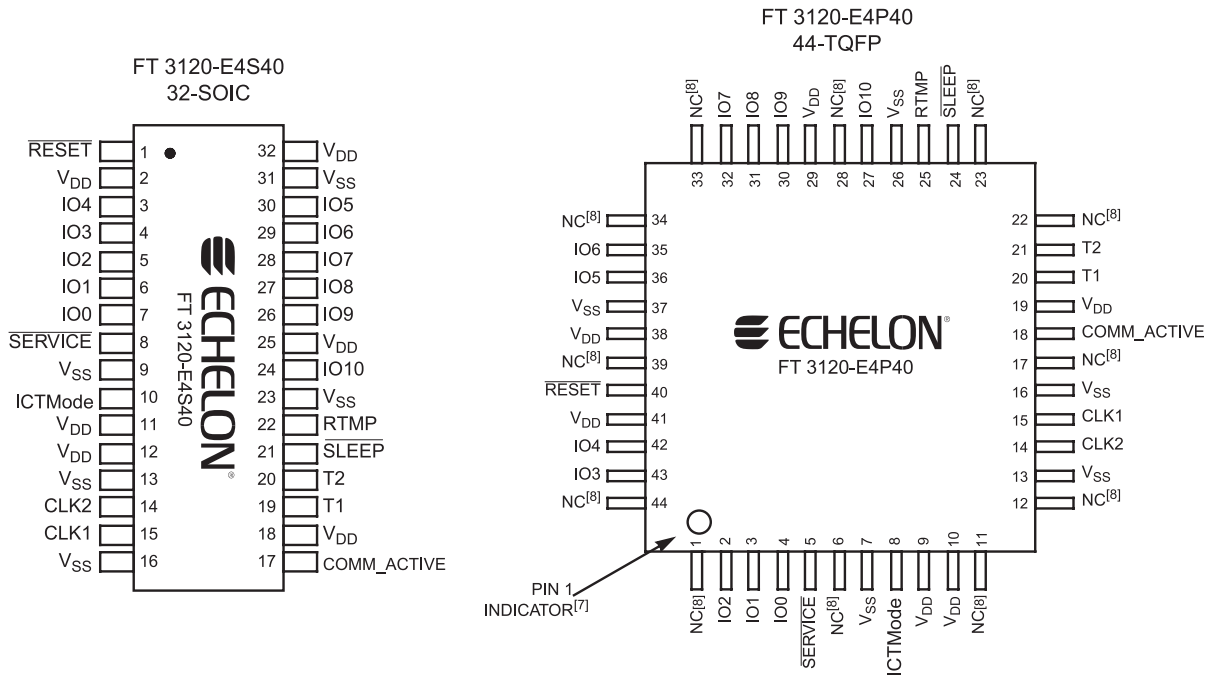 FT 3120-E4S40
32-SOIC
RESET 1 32 VDD
VDD 2 31 VSS
IO4 3 30 IO5
IO3 4 29 IO6
IO2 5 28 IO7
IO1 6 27 IO8
IO0 7 26 IO9
SERVICE 8 25 VDD
VSS 9 24 IO10
ICTMode 10 23 VSS
VDD 11 22 RTMP
VDD 12 21 SLEEP
VSS 13 20 T2
CLK2 14 19 T1
CLK1 15 18 VDD
VSS 16 17 COMM_ACTIVE
ECHELON®
FT 3120-E4S40
FT 3120-E4P40
44-TQFP
NC[8] IO7 IO8 IO9 VDD NC[8] IO10 VSS RTMP SLEEP NC[8]
33 32 31 30 29 28 27 26 25 24 23
NC[8] 34 22 NC[8]
IO6 35 21 T2
IO5 36 20 T1
VSS 37 19 VDD
VDD 38 18 COMM_ACTIVE
NC[8] 39 17 NC[8]
RESET 40 16 VSS
VDD 41 15 CLK1
IO4 42 14 CLK2
IO3 43 13 VSS
NC[8] 44 12 NC[8]
ECHELON®
FT 3120-E4P40
1 2 3 4 5 6 7 8 9 10 11
NC[8] IO2 IO1 IO0 SERVICE NC[8] VSS ICTMode VDD VDD NC[8]
PIN 1
INDICATOR[7]